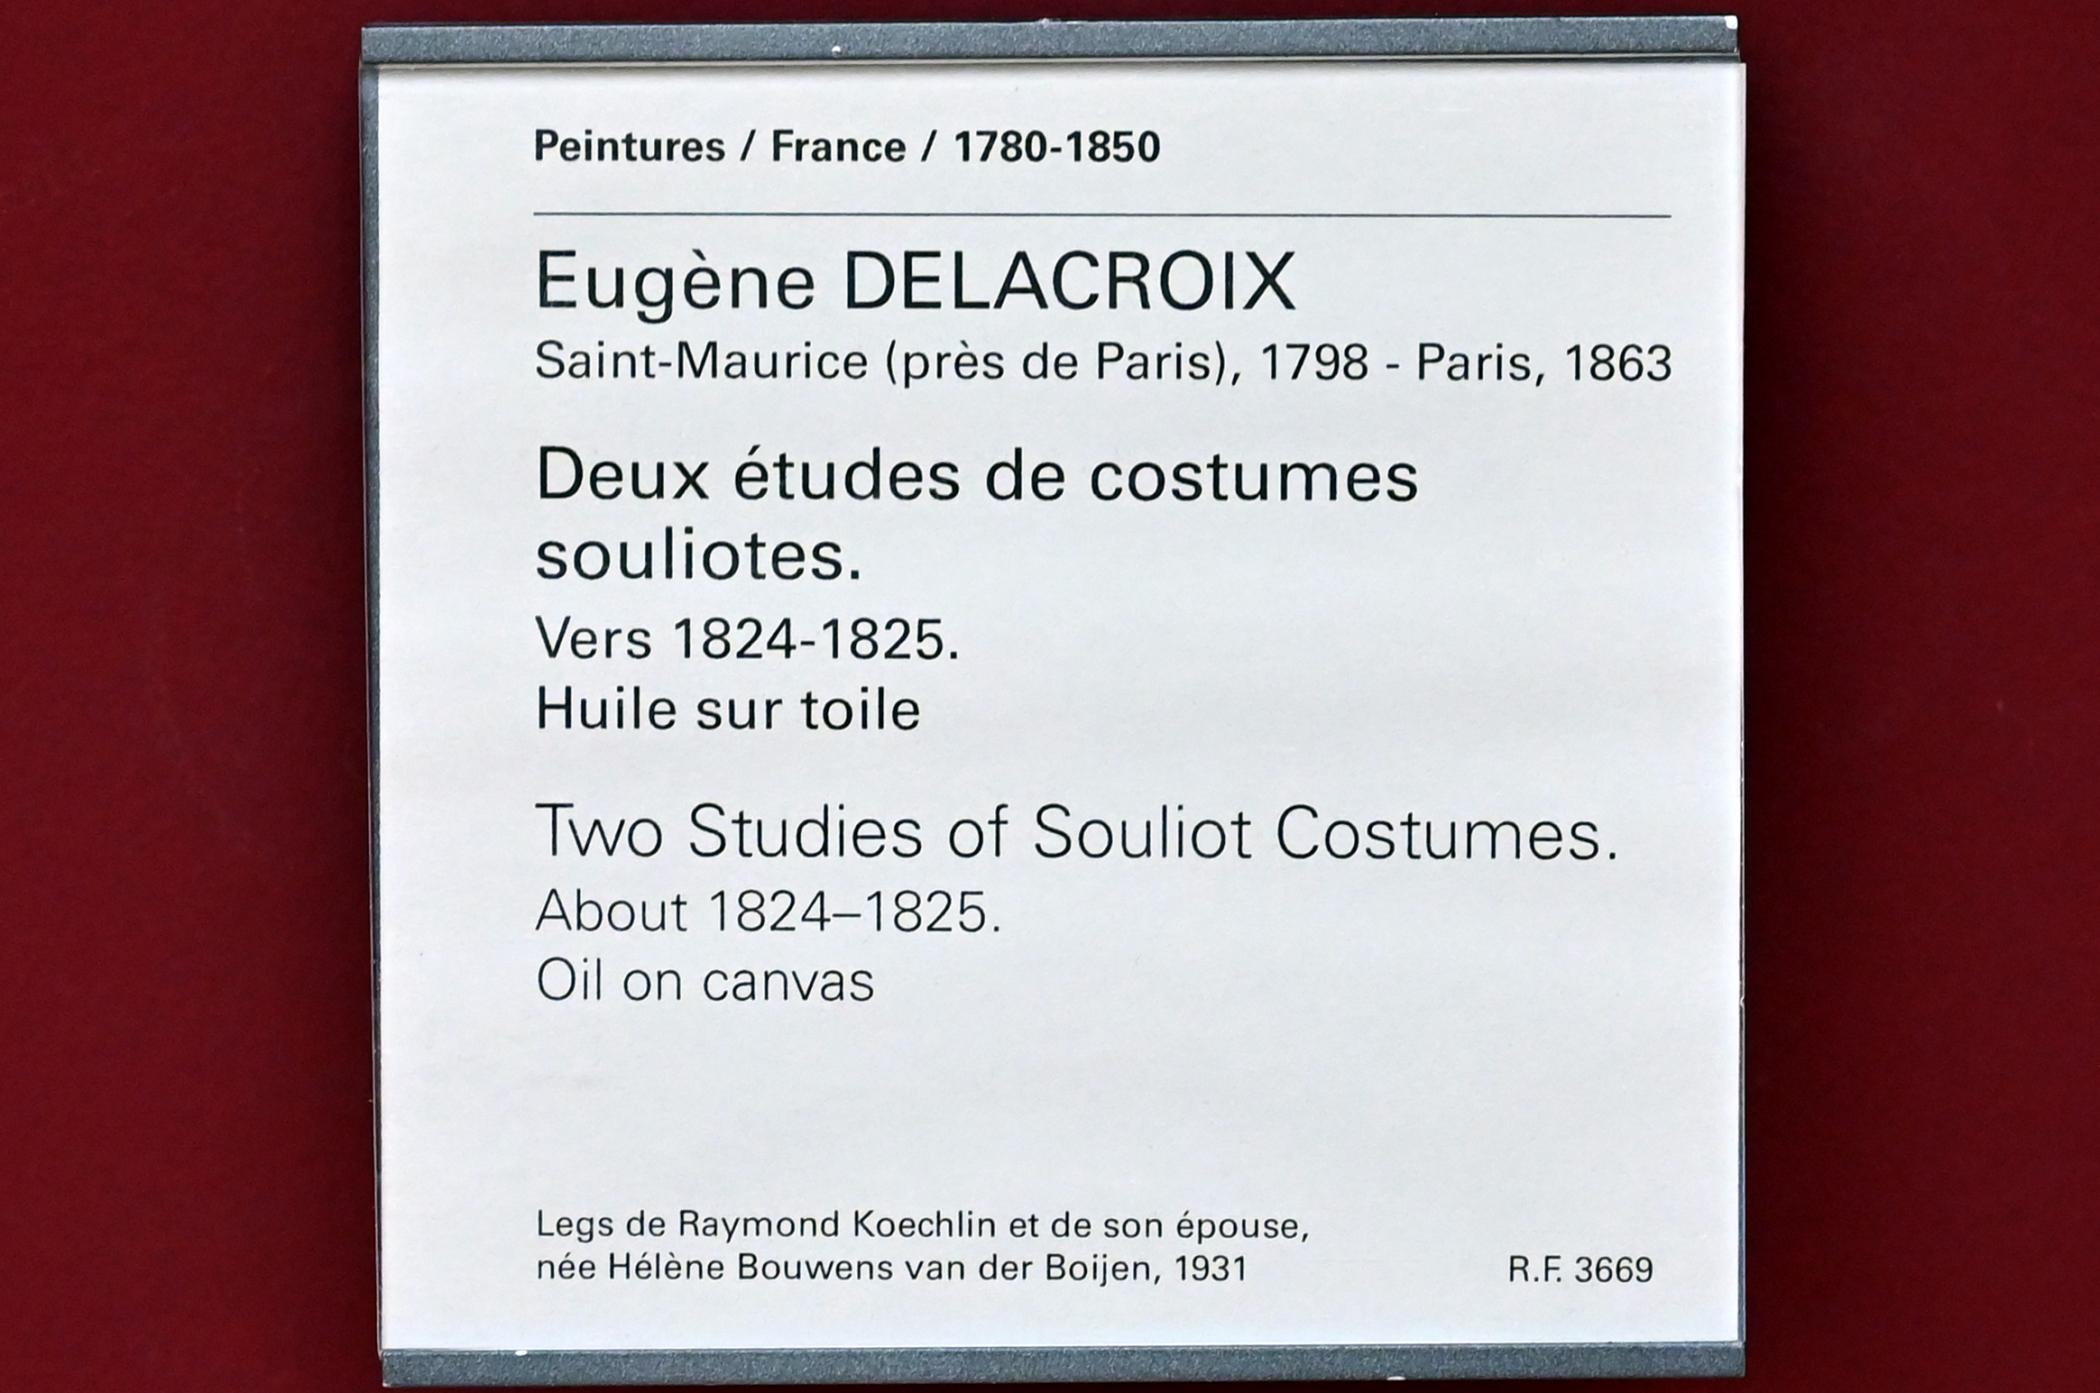 Peintures / France / 1780-1850
Eugène DELACROIX
Saint-Maurice (près de Paris), 1798 - Paris, 1863
Deux études de costumes
souliotes.
Vers 1824-1825.
Huile sur toile
Two Studies of Souliot Costumes.
About 1824–1825.
Oil on canvas
Legs de Raymond Koechlin et de son épouse,
née Hélène Bouwens van der Boijen, 1931
R.F. 3669